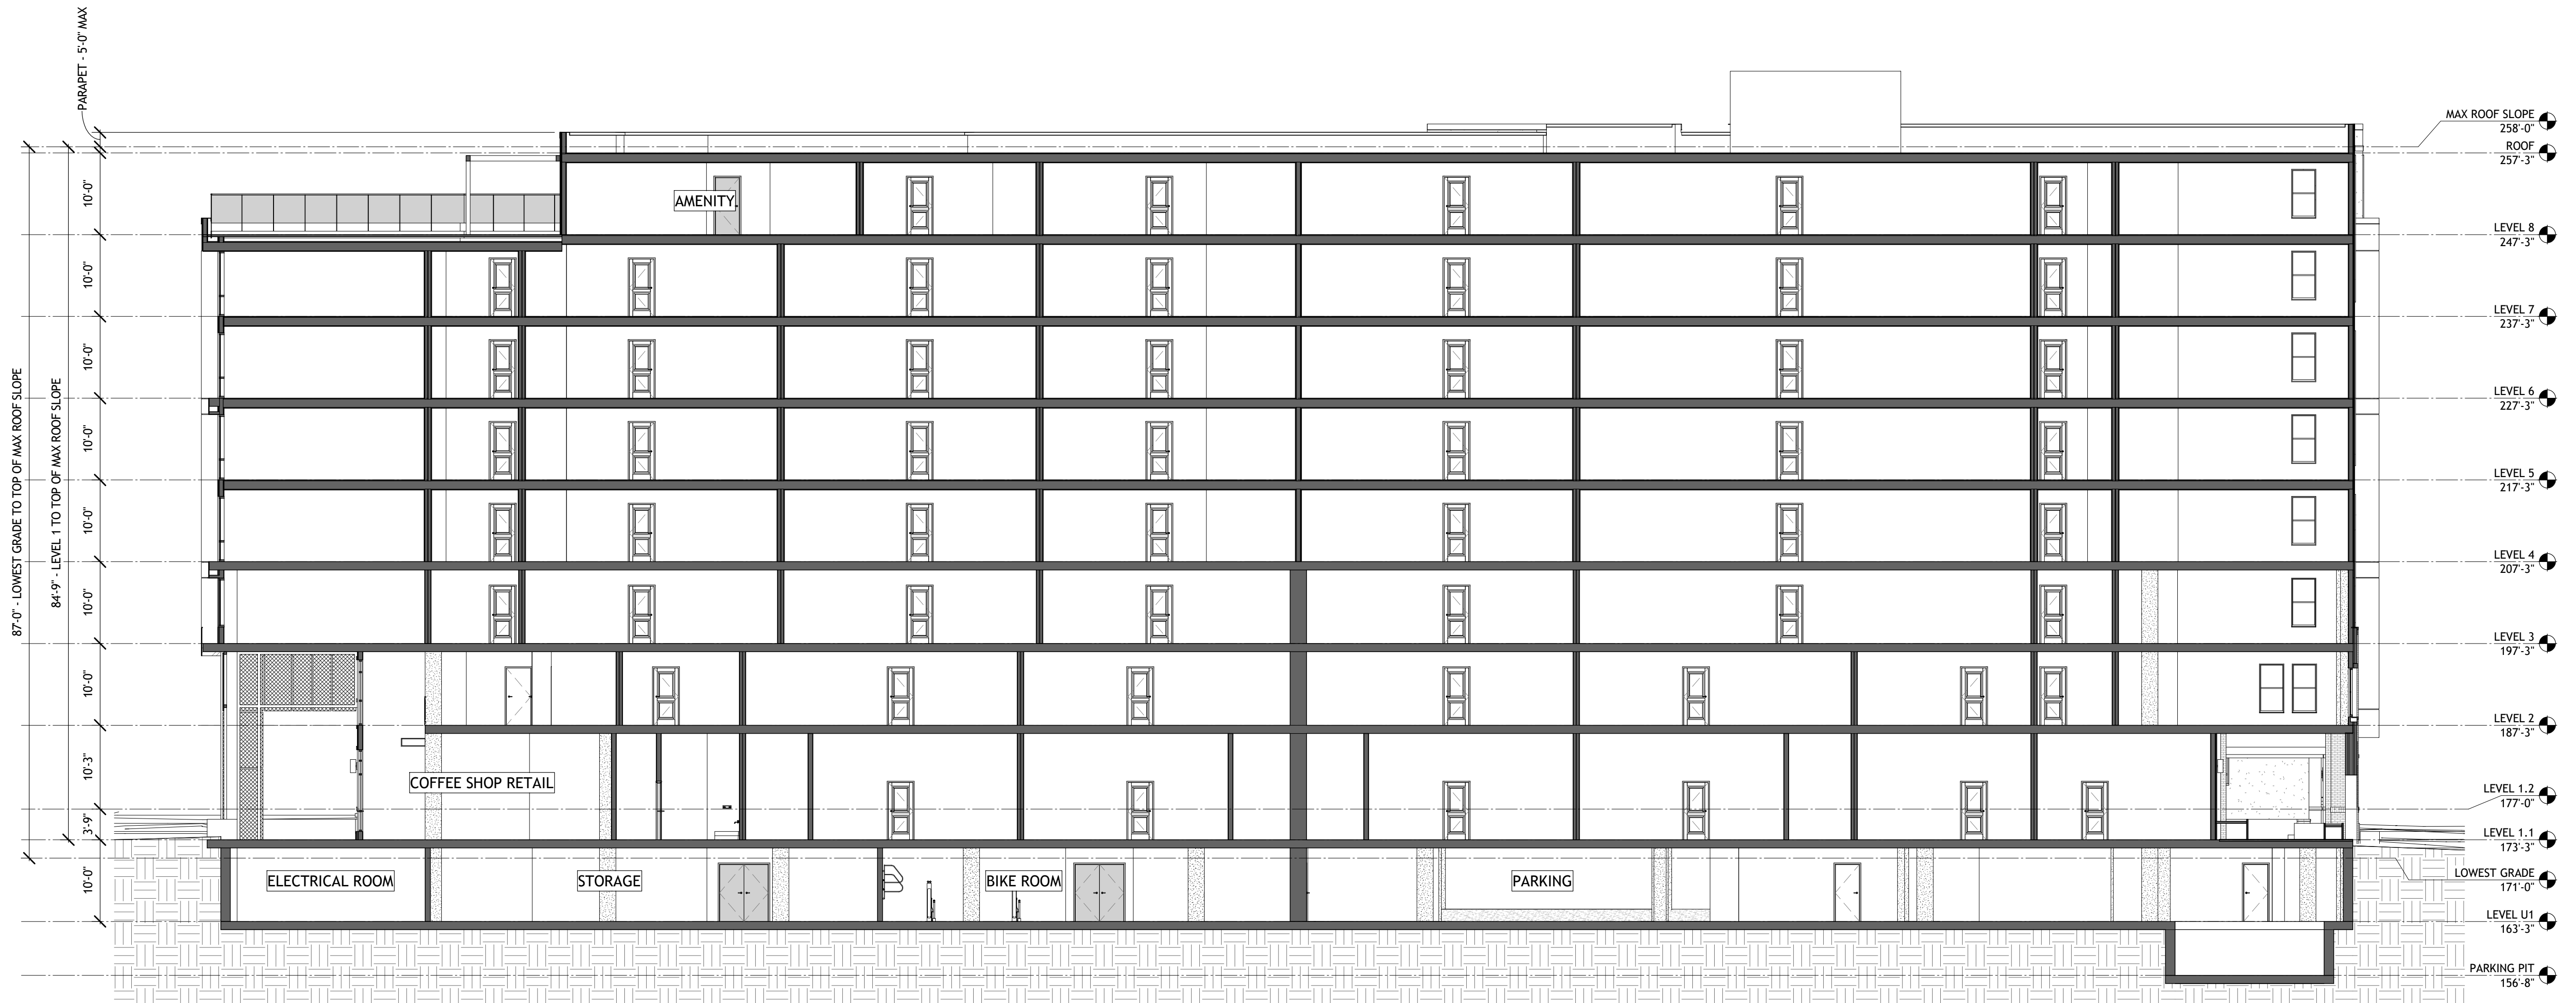 PARAPET - 5'-0" MAX
87'-0" - LOWEST GRADE TO TOP OF MAX ROOF SLOPE
84'-9" - LEVEL 1 TO TOP OF MAX ROOF SLOPE
10'-0"
10'-0"
10'-0"
10'-0"
10'-0"
10'-0"
10'-0"
10'-3"
3'-9"
10'-0"
AMENITY
COFFEE SHOP RETAIL
ELECTRICAL ROOM
STORAGE
BIKE ROOM
PARKING
MAX ROOF SLOPE
258'-0"
ROOF
257'-3"
LEVEL 8
247'-3"
LEVEL 7
237'-3"
LEVEL 6
227'-3"
LEVEL 5
217'-3"
LEVEL 4
207'-3"
LEVEL 3
197'-3"
LEVEL 2
187'-3"
LEVEL 1.2
177'-0"
LEVEL 1.1
173'-3"
LOWEST GRADE
171'-0"
LEVEL U1
163'-3"
PARKING PIT
156'-8"